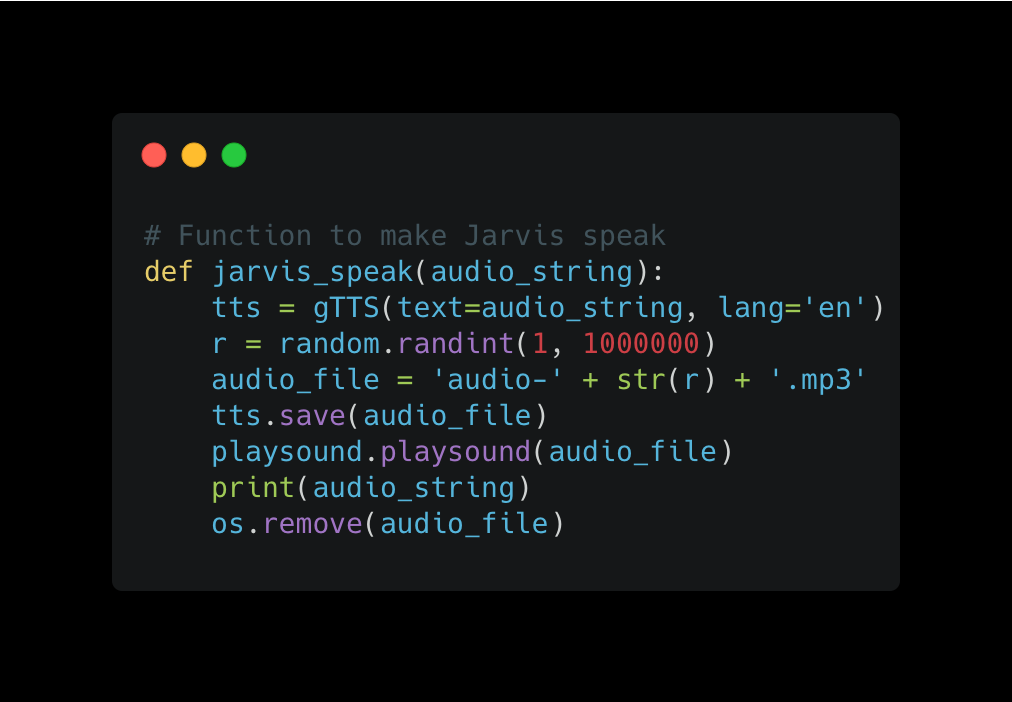 # Function to make Jarvis speak
def jarvis_speak(audio_string):
    tts = gTTS(text=audio_string, lang='en')
    r = random.randint(1, 1000000)
    audio_file = 'audio-' + str(r) + '.mp3'
    tts.save(audio_file)
    playsound.playsound(audio_file)
    print(audio_string)
    os.remove(audio_file)